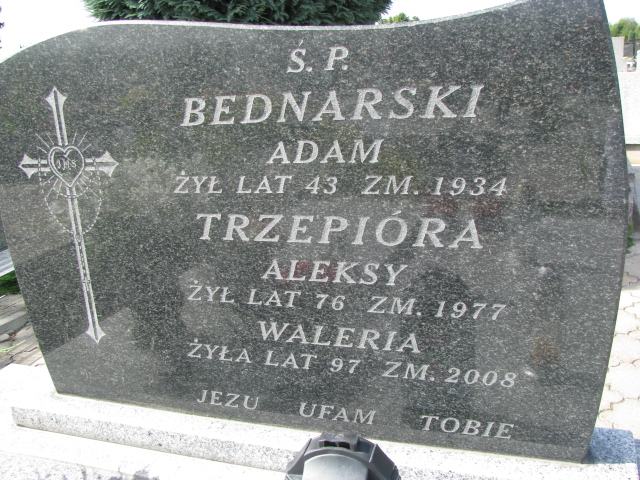 Ś. P.
BEDNARSKI
ADAM
ŻYŁ LAT 43 ZM. 1934
TRZEPIÓRA
ALEKSY
ŻYŁ LAT 76 ZM. 1977
WALERIA
ŻYŁA LAT 97 ZM. 2008
JEZU UFAM TOBIE
IHS